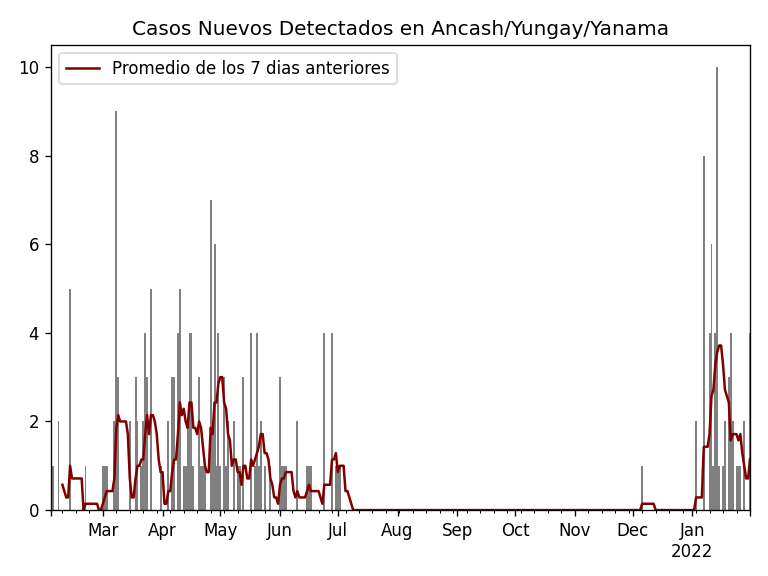 Casos Nuevos Detectados en Ancash/Yungay/Yanama
Promedio de los 7 dias anteriores
10
8
6
4
2
0
Mar Apr May Jun Jul Aug Sep Oct Nov Dec Jan
2022